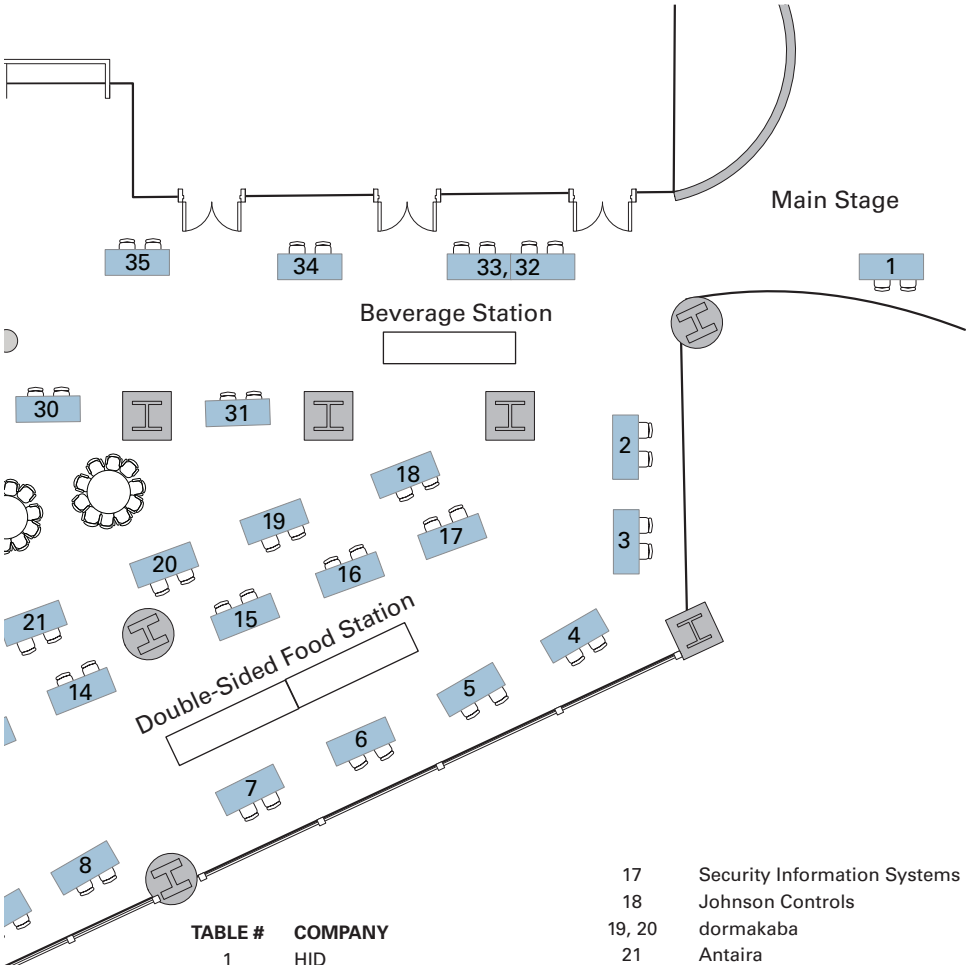 Main Stage
35
34
33, 32
1
Beverage Station
30
31
2
18
19
17
3
20
16
21
15
4
14
Double-Sided Food Station
5
6
7
8
TABLE # COMPANY
1 HID
17 Security Information Systems
18 Johnson Controls
19, 20 dormakaba
21 Antaira